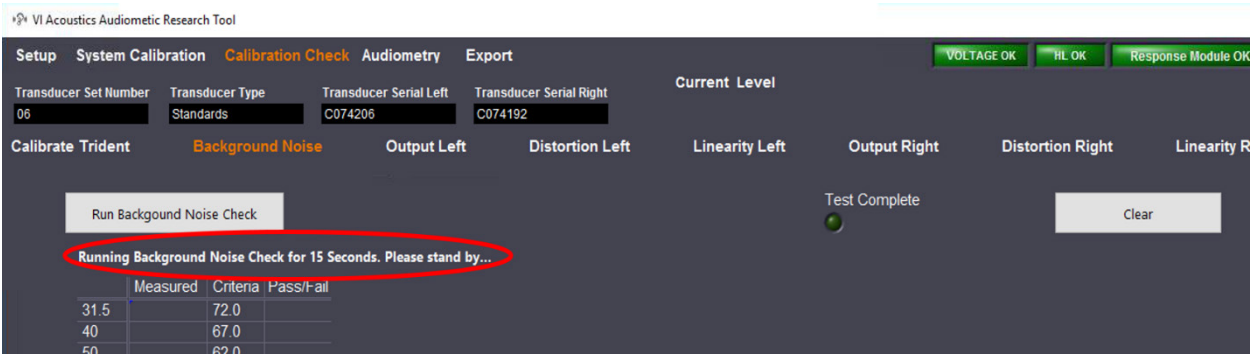 VI Acoustics Audiometic Research Tool
Setup System Calibration Calibration Check Audiometry Export
VOLTAGE OK HL OK Response Module OK
Current Level
Transducer Set Number Transducer Type Transducer Serial Left Transducer Serial Right
06 Standards C074206 C074192
Calibrate Trident Background Noise Output Left Distortion Left Linearity Left Output Right Distortion Right Linearity R
Run Backgound Noise Check Test Complete Clear
Running Background Noise Check for 15 Seconds. Please stand by...
Measured Criteria Pass/Fail
31.5 72.0
40 67.0
50 62.0